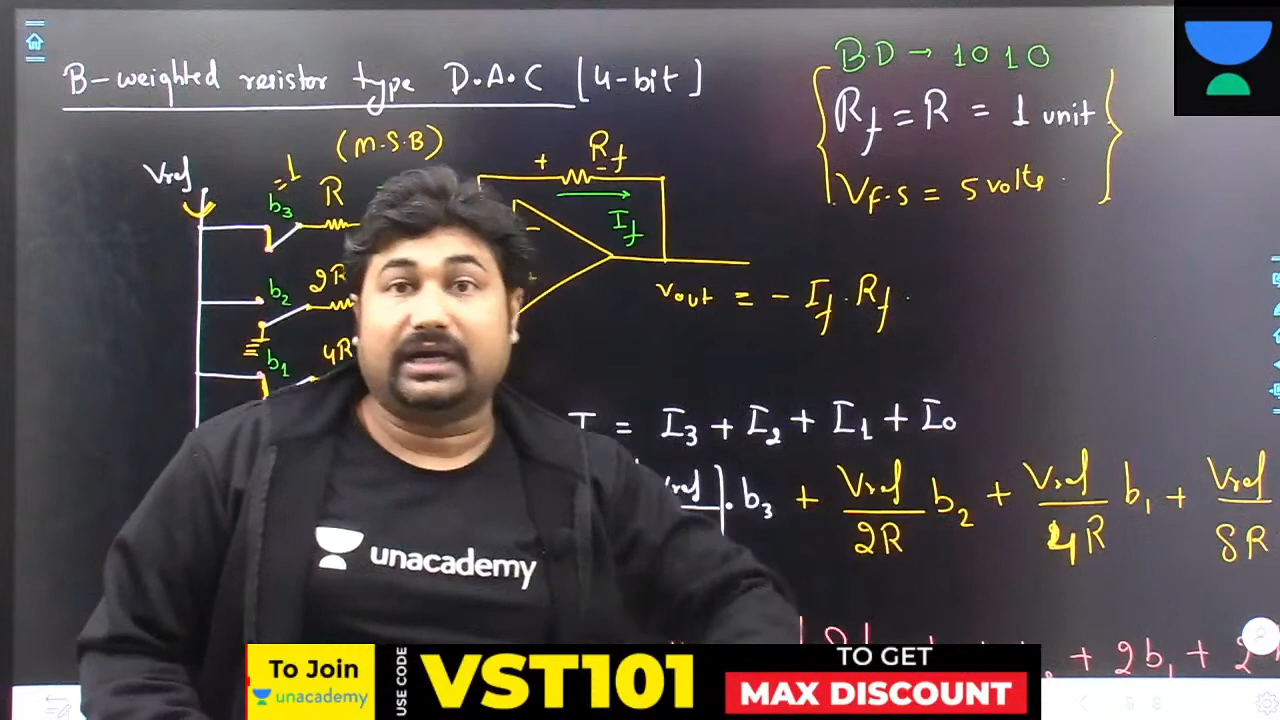 B-weighted resistor type D.A.C [4-bit]
B.D → 1010
Rf = R = 1 unit
VF.S = 5 volts
(M.S.B)
Vref
1
b3
R
+
Rf
If
-
b2
2R
+
vout = - If . Rf .
b1
4R
= I3 + I2 + I1 + I0
. b3 + Vref/2R b2 + Vref/4R b1 + Vref/8R
+ 2b1 +
unacademy
To Join
unacademy
USE CODE
VST101
TO GET
MAX DISCOUNT